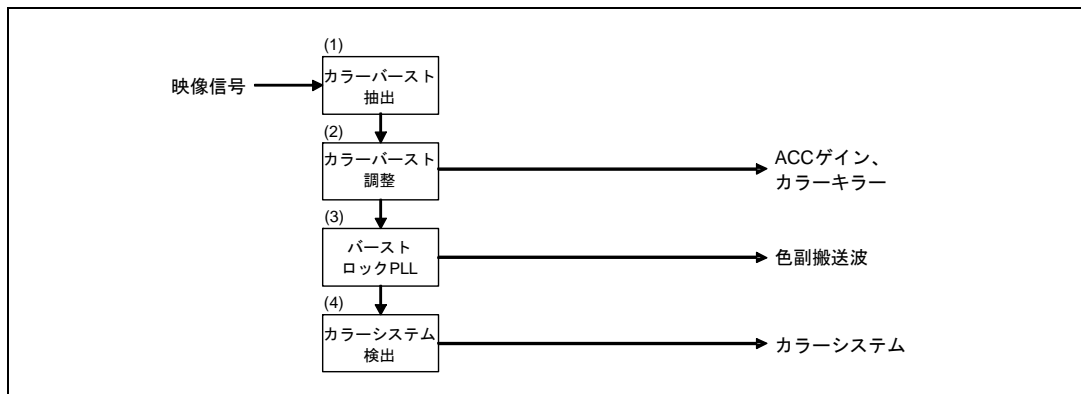 (1)
映像信号
カラーバースト
抽出
(2)
カラーバースト
調整
ACCゲイン、
カラーキラー
(3)
バースト
ロックPLL
色副搬送波
(4)
カラーシステム
検出
カラーシステム